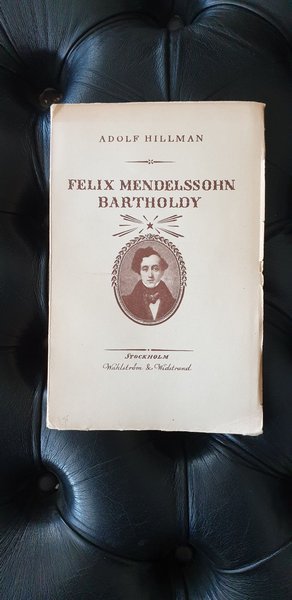 ADOLF HILLMAN
FELIX MENDELSSOHN
BARTHOLDY
STOCKHOLM
Wahlström & Widstrand